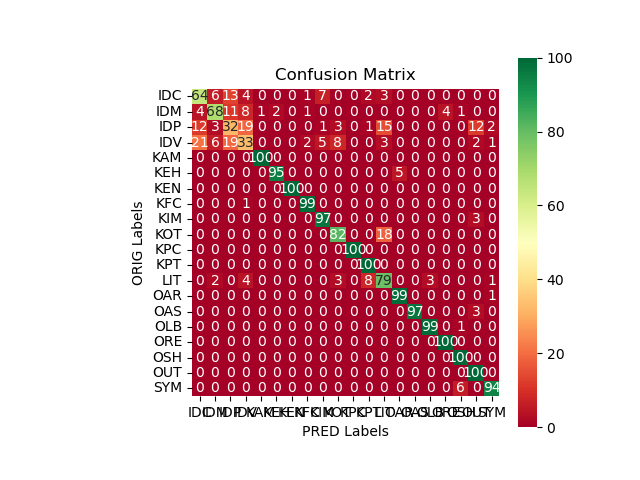 Confusion Matrix
IDC 64 6 13 4 0 0 0 1 7 0 0 2 3 0 0 0 0 0 0 0
IDM 4 68 11 8 1 2 0 1 0 0 0 0 0 0 0 0 4 1 0 0
IDP 12 3 32 19 0 0 0 0 1 3 0 1 15 0 0 0 0 0 12 2
IDV 21 6 19 33 0 0 0 2 5 8 0 0 3 0 0 0 0 0 2 1
KAM 0 0 0 0 100 0 0 0 0 0 0 0 0 0 0 0 0 0 0 0
KEH 0 0 0 0 0 95 0 0 0 0 0 0 0 5 0 0 0 0 0 0
KEN 0 0 0 0 0 0 100 0 0 0 0 0 0 0 0 0 0 0 0 0
KFC 0 0 0 1 0 0 0 99 0 0 0 0 0 0 0 0 0 0 0 0
KIM 0 0 0 0 0 0 0 0 97 0 0 0 0 0 0 0 0 0 3 0
KOT 0 0 0 0 0 0 0 0 0 82 0 0 18 0 0 0 0 0 0 0
KPC 0 0 0 0 0 0 0 0 0 0 100 0 0 0 0 0 0 0 0 0
KPT 0 0 0 0 0 0 0 0 0 0 0 100 0 0 0 0 0 0 0 0
LIT 0 2 0 4 0 0 0 0 0 3 0 8 79 0 0 3 0 0 0 1
OAR 0 0 0 0 0 0 0 0 0 0 0 0 0 99 0 0 0 0 0 1
OAS 0 0 0 0 0 0 0 0 0 0 0 0 0 0 97 0 0 0 3 0
OLB 0 0 0 0 0 0 0 0 0 0 0 0 0 0 0 99 0 1 0 0
ORE 0 0 0 0 0 0 0 0 0 0 0 0 0 0 0 0 100 0 0 0
OSH 0 0 0 0 0 0 0 0 0 0 0 0 0 0 0 0 0 100 0 0
OUT 0 0 0 0 0 0 0 0 0 0 0 0 0 0 0 0 0 0 100 0
SYM 0 0 0 0 0 0 0 0 0 0 0 0 0 0 0 0 0 6 0 94
IDC IDM IDP IDV KAM KEH KEN KFC KIM KOT KPC KPT LIT OAR OAS OLB ORE OSH OUT SYM
PRED Labels
ORIG Labels
100
80
60
40
20
0